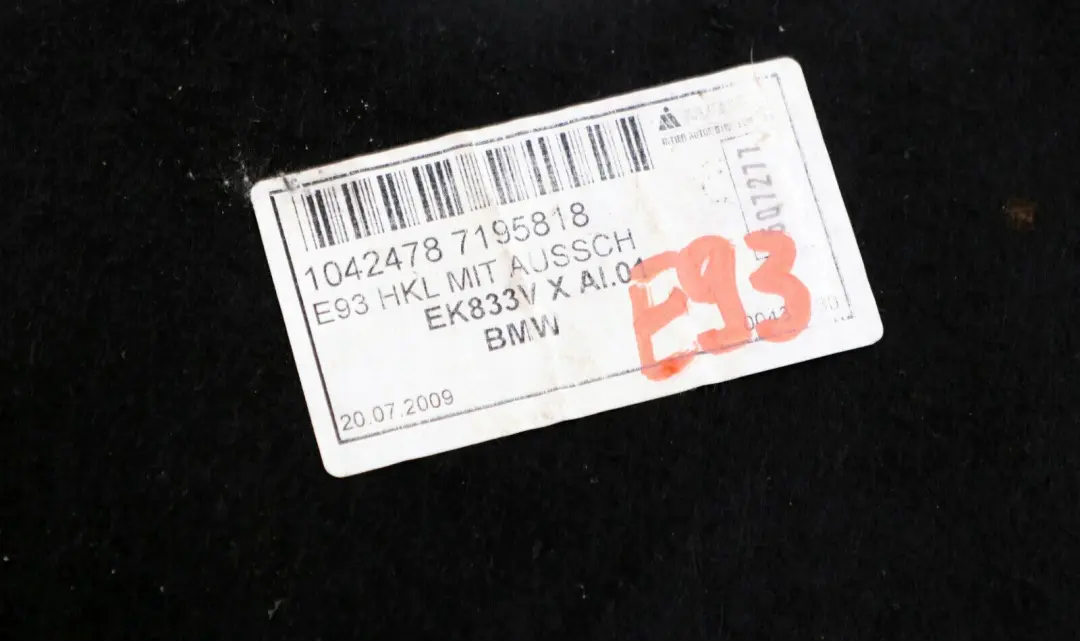 1042478 7195818
E93 HKL MIT AUSSCH
EK833V X AI.01
BMW
20.07.2009
E93